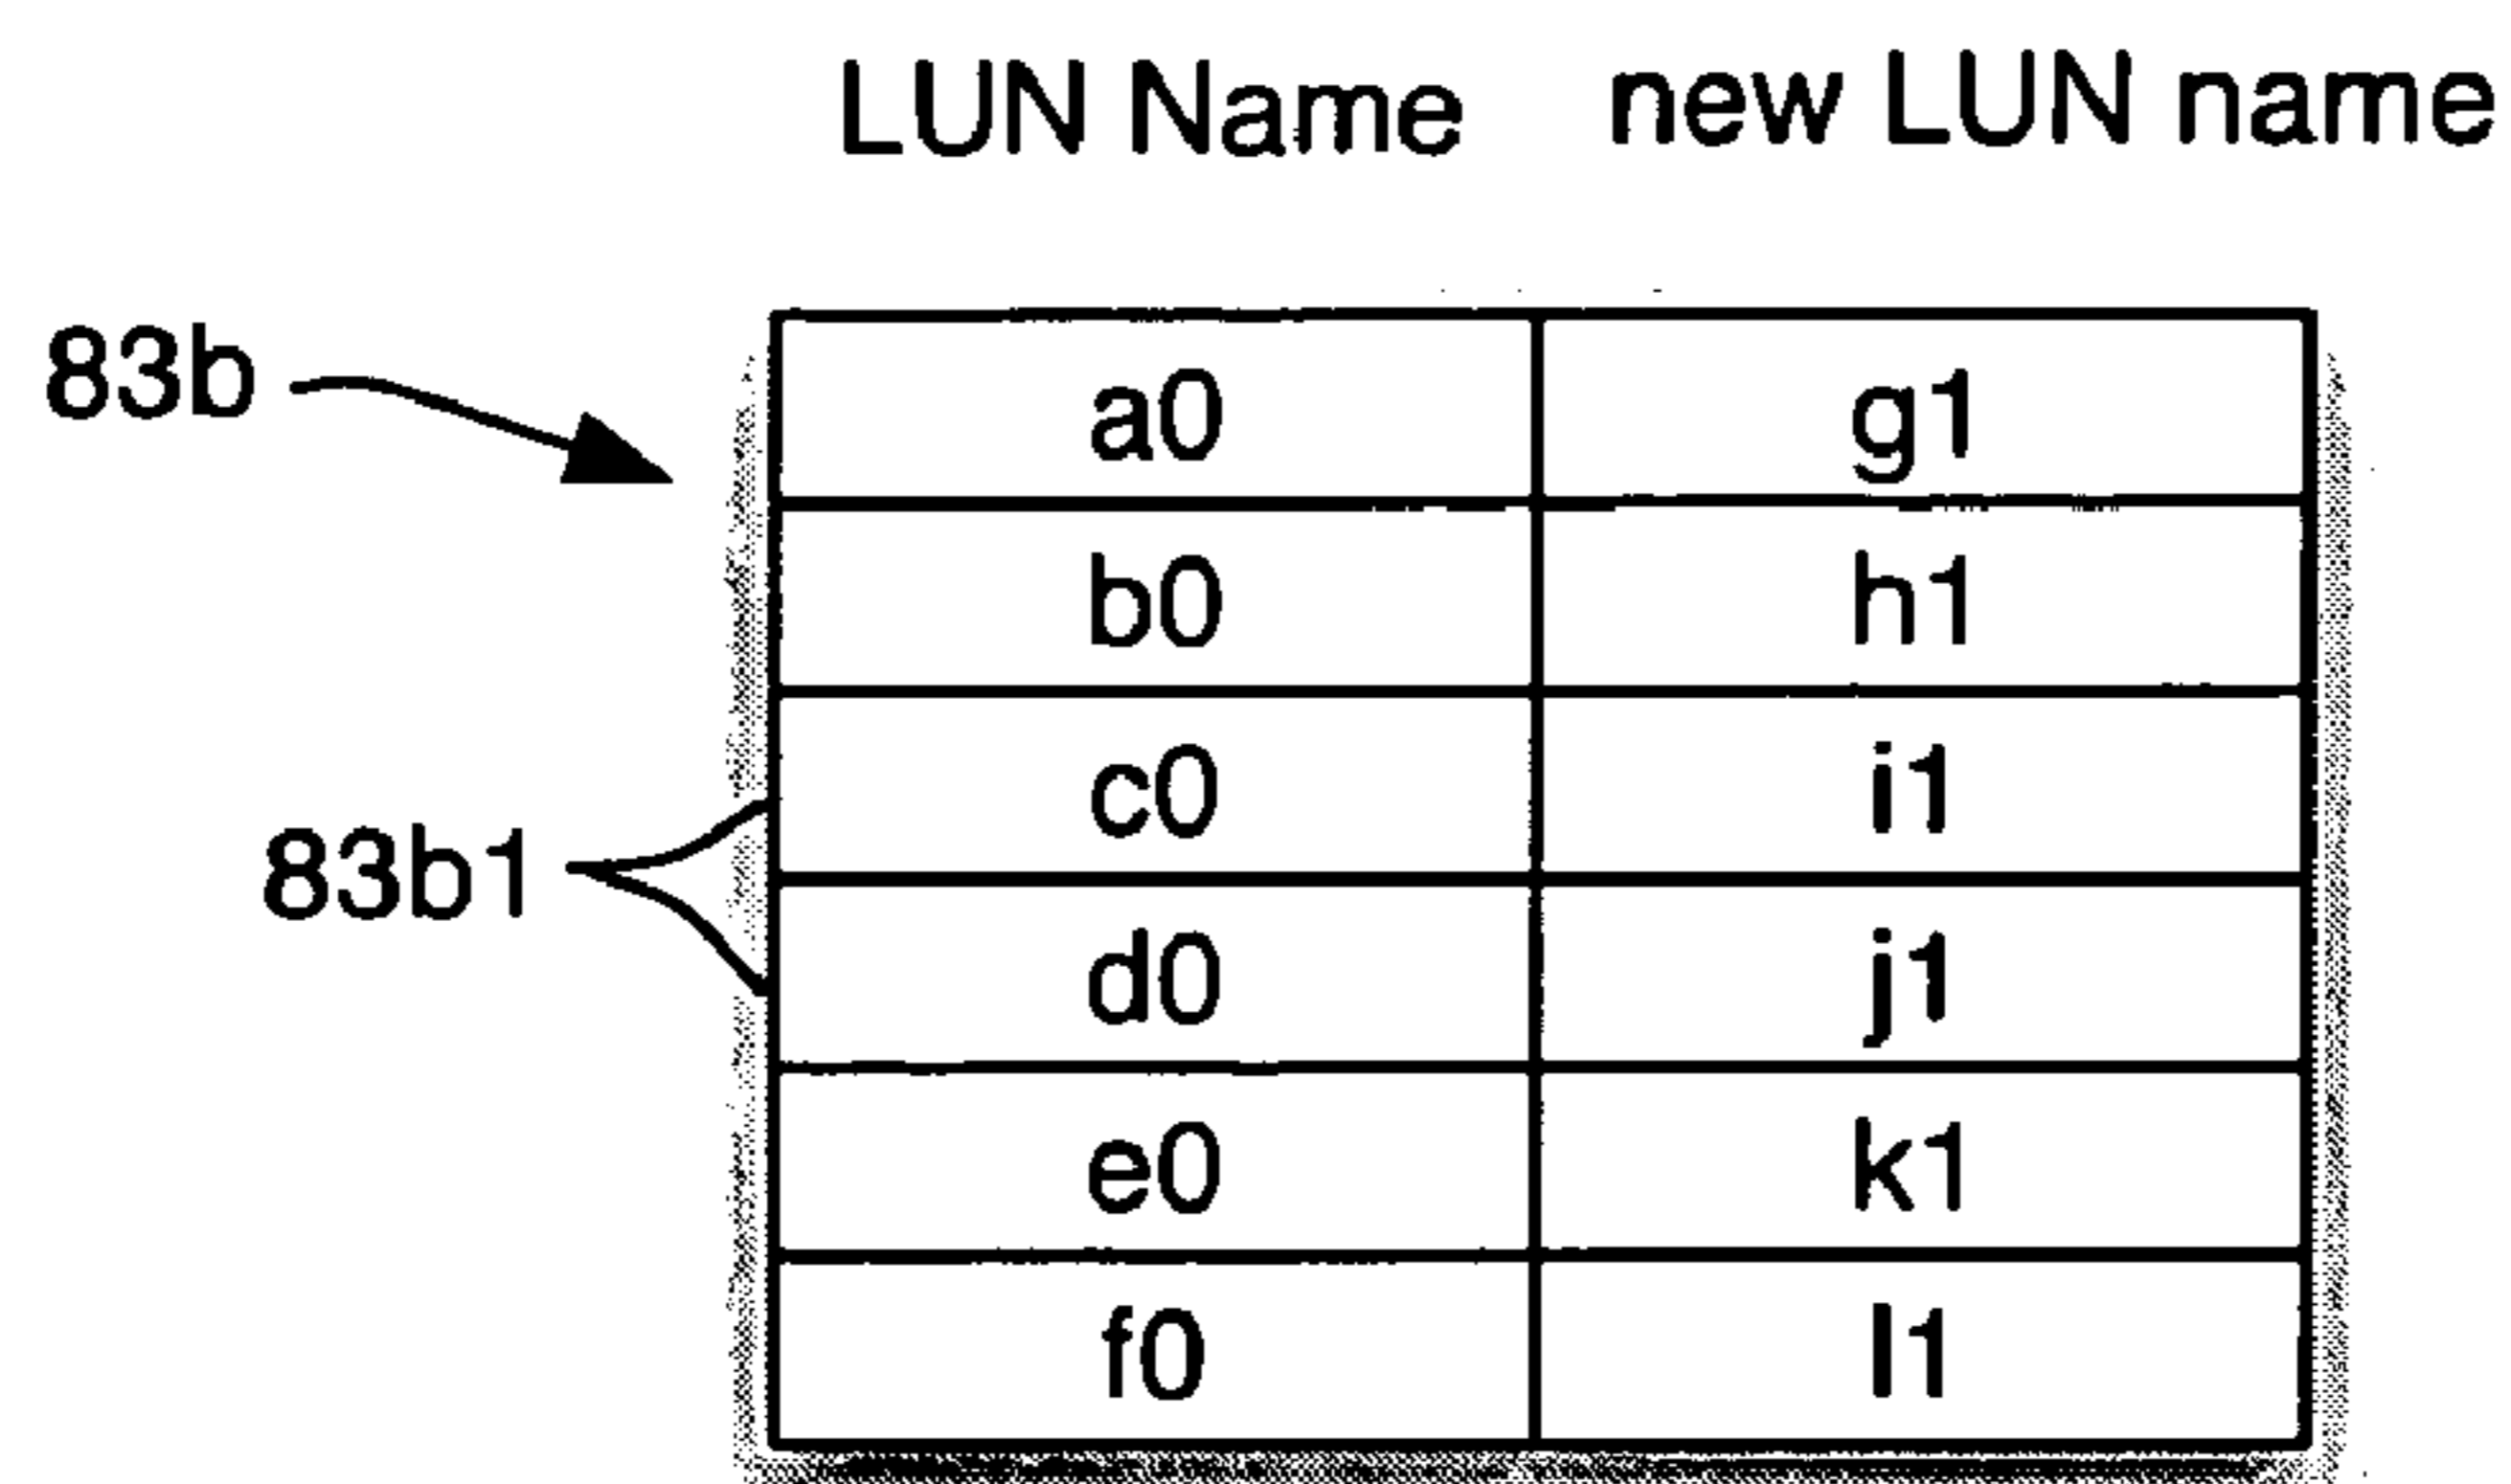 LUN Name new LUN name
83b
a0 g1
b0 h1
c0 i1
83b1
d0 j1
e0 k1
f0 l1